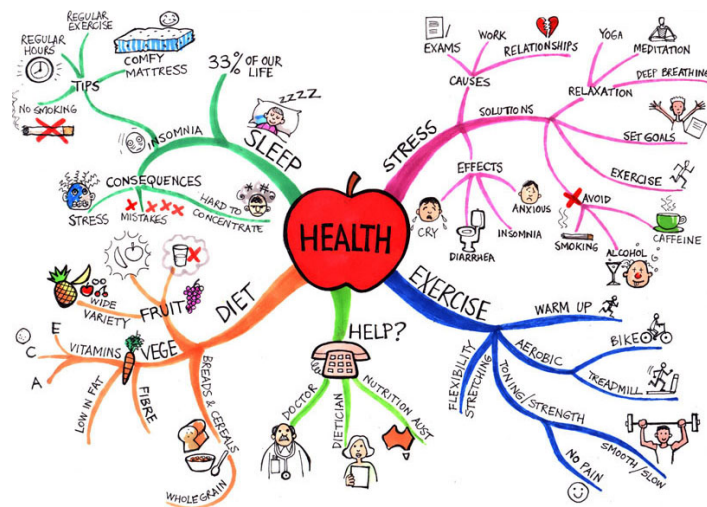 HEALTH
SLEEP
33% OF OUR
LIFE
ZZZZ
INSOMNIA
TIPS
REGULAR
EXERCISE
REGULAR
HOURS
COMFY
MATTRESS
NO SMOKING
CONSEQUENCES
STRESS
MISTAKES
HARD TO
CONCENTRATE
STRESS
CAUSES
EXAMS
WORK
RELATIONSHIPS
SOLUTIONS
RELAXATION
YOGA
MEDITATION
DEEP BREATHING
SET GOALS
EXERCISE
AVOID
SMOKING
ALCOHOL
CAFFEINE
EFFECTS
CRY
DIARRHEA
INSOMNIA
ANXIOUS
EXERCISE
WARM UP
AEROBIC
BIKE
TREADMILL
TONING/STRENGTH
SMOOTH/SLOW
NO PAIN
FLEXIBILITY
STRETCHING
HELP?
DOCTOR
DIETICIAN
NUTRITION AUST
DIET
FRUIT
WIDE
VARIETY
VEGE
VITAMINS
E
C
A
LOW IN FAT
FIBRE
BREADS & CEREALS
WHOLEGRAIN